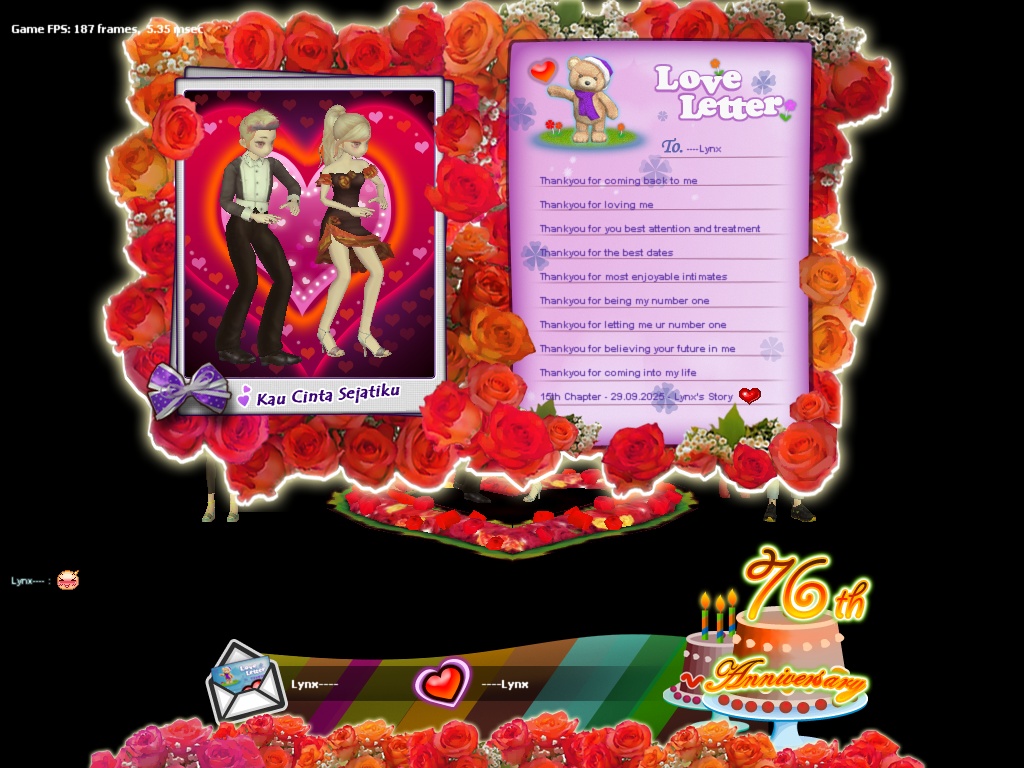 Game FPS: 187 frames, 5.35 msec
Love
Letter
To. ----Lynx
Thankyou for coming back to me
Thankyou for loving me
Thankyou for you best attention and treatment
Thankyou for the best dates
Thankyou for most enjoyable intimates
Thankyou for being my number one
Thankyou for letting me ur number one
Thankyou for believing your future in me
Thankyou for coming into my life
15th Chapter - 29.09.2025 - Lynx's Story
Kau Cinta Sejatiku
Lynx---- :
76th
Anniversary
Love
Letter
Lynx----
----Lynx